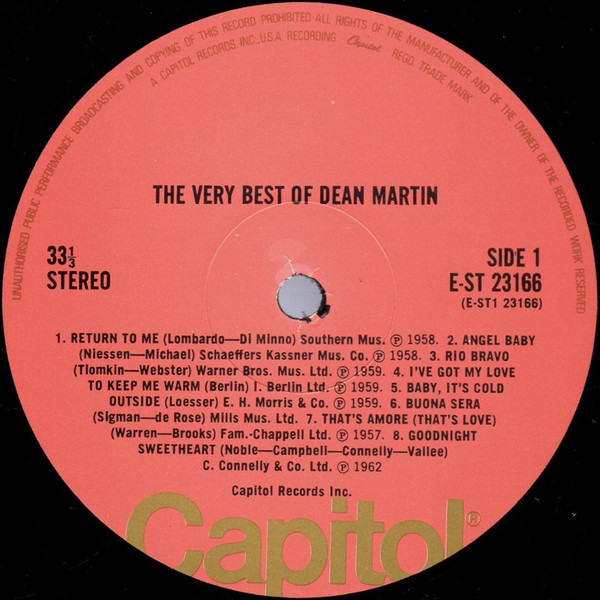 UNAUTHORISED PUBLIC PERFORMANCE BROADCASTING AND COPYING OF THIS RECORD PROHIBITED ALL RIGHTS OF THE MANUFACTURER AND OF THE OWNER OF THE RECORDED WORK RESERVED
A CAPITOL RECORDS, INC., U.S.A. RECORDING Capitol REGD. TRADE MARK
THE VERY BEST OF DEAN MARTIN
33⅓
STEREO
SIDE 1
E-ST 23166
(E-ST1 23166)
1. RETURN TO ME (Lombardo—Di Minno) Southern Mus. Ⓟ 1958. 2. ANGEL BABY
(Niessen—Michael) Schaeffers Kassner Mus. Co. Ⓟ 1958. 3. RIO BRAVO
(Tlomkin—Webster) Warner Bros. Mus. Ⓟ 1959. 4. I'VE GOT MY LOVE
TO KEEP ME WARM (Berlin) I. Berlin Ltd. Ⓟ 1959. 5. BABY, IT'S COLD
OUTSIDE (Loesser) E. H. Morris & Co. Ⓟ 1959. 6. BUONA SERA
(Sigman—de Rose) Mills Mus. Ltd. 7. THAT'S AMORE (THAT'S LOVE)
(Warren—Brooks) Fam.-Chappell Ltd. Ⓟ 1957. 8. GOODNIGHT
SWEETHEART (Noble—Campbell—Connelly—Vallee)
C. Connelly & Co. Ltd. Ⓟ 1962
Capitol Records Inc.
Capitol®